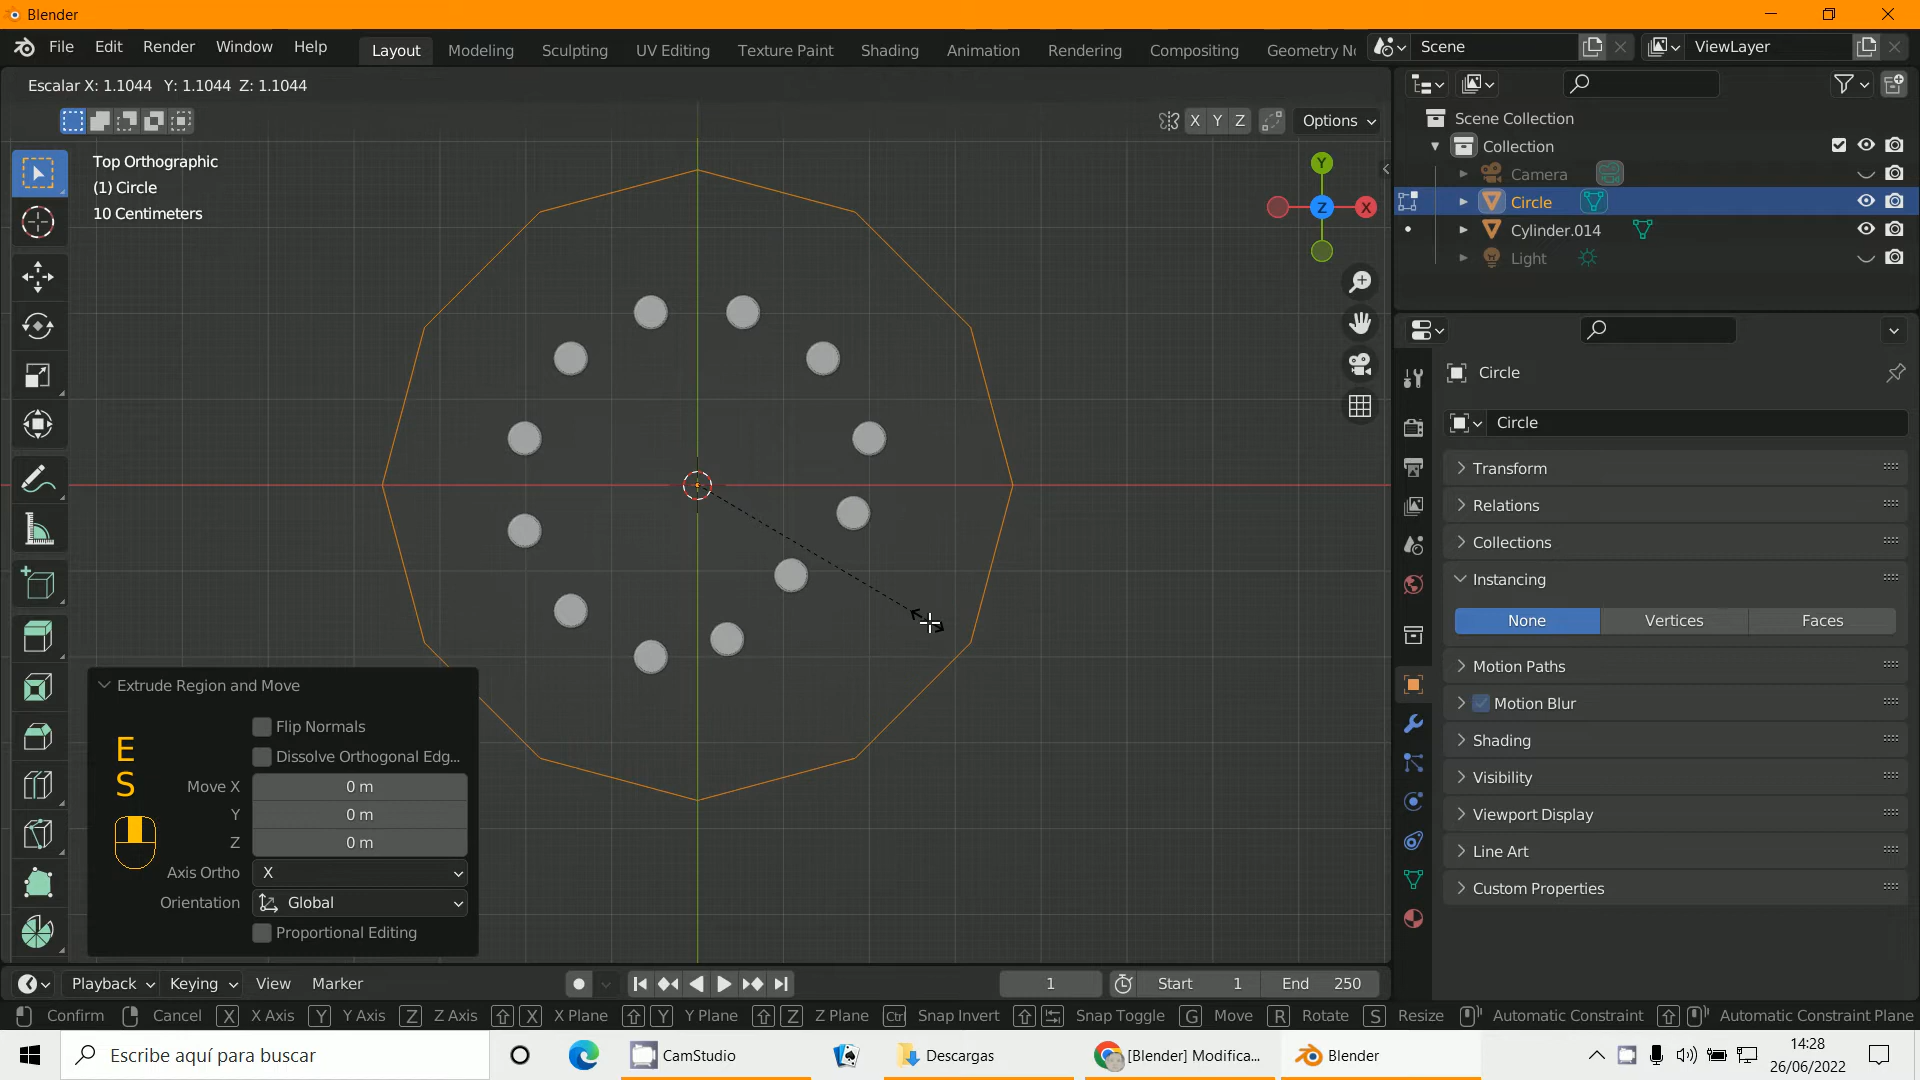 Blender
File Edit Render Window Help
Layout Modeling Sculpting UV Editing Texture Paint Shading Animation Rendering Compositing Geometry No
Scene
ViewLayer
Escalar X: 1.1044 Y: 1.1044 Z: 1.1044
X Y Z Options
Top Orthographic
(1) Circle
10 Centimeters
Y
Z X
Scene Collection
Collection
Camera
Circle
Cylinder.014
Light
Circle
Circle
Transform
Relations
Collections
Instancing
None Vertices Faces
Motion Paths
Motion Blur
Shading
Visibility
Viewport Display
Line Art
Custom Properties
Extrude Region and Move
Flip Normals
Dissolve Orthogonal Edg...
E
S
Move X 0 m
Y 0 m
Z 0 m
Axis Ortho X
Orientation Global
Proportional Editing
Playback Keying View Marker
1 Start 1 End 250
Confirm Cancel X X Axis Y Y Axis Z Z Axis X X Plane Y Y Plane Z Z Plane Ctrl Snap Invert Snap Toggle G Move R Rotate S Resize Automatic Constraint Automatic Constraint Plane
Escribe aquí para buscar
CamStudio
Descargas
[Blender] Modifica...
Blender
14:28
26/06/2022